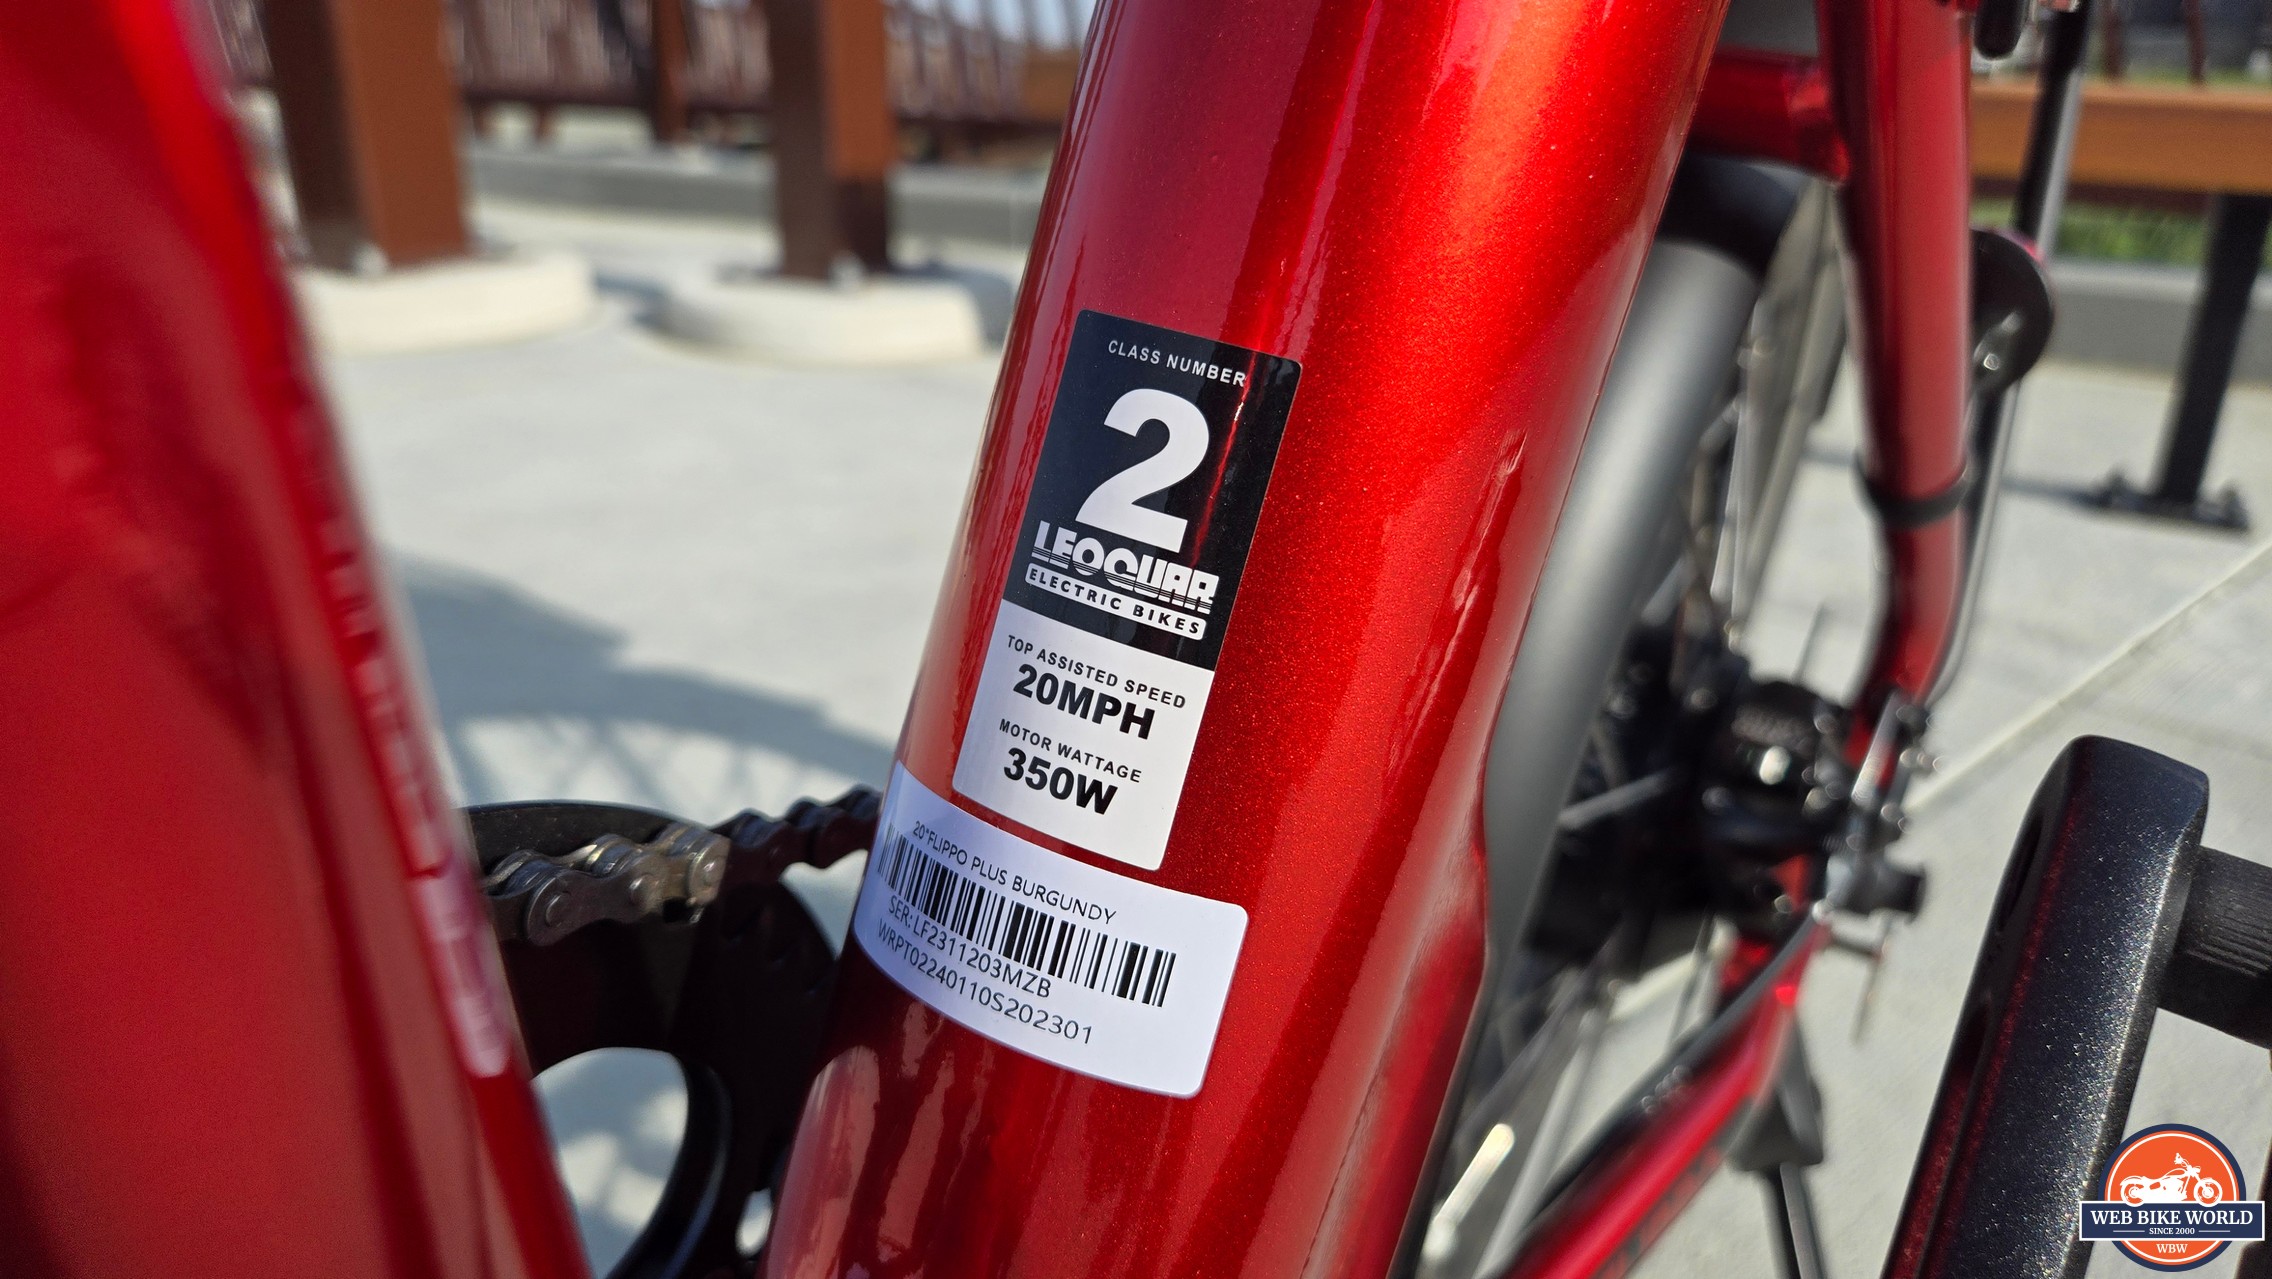 CLASS NUMBER
2
LEOGUAR
ELECTRIC BIKES
TOP ASSISTED SPEED
20MPH
MOTOR WATTAGE
350W
20"FLIPPO PLUS BURGUNDY
SER: LF2311203MZB
WRPT02240110S202301
WEB BIKE WORLD
SINCE 2000
WBW